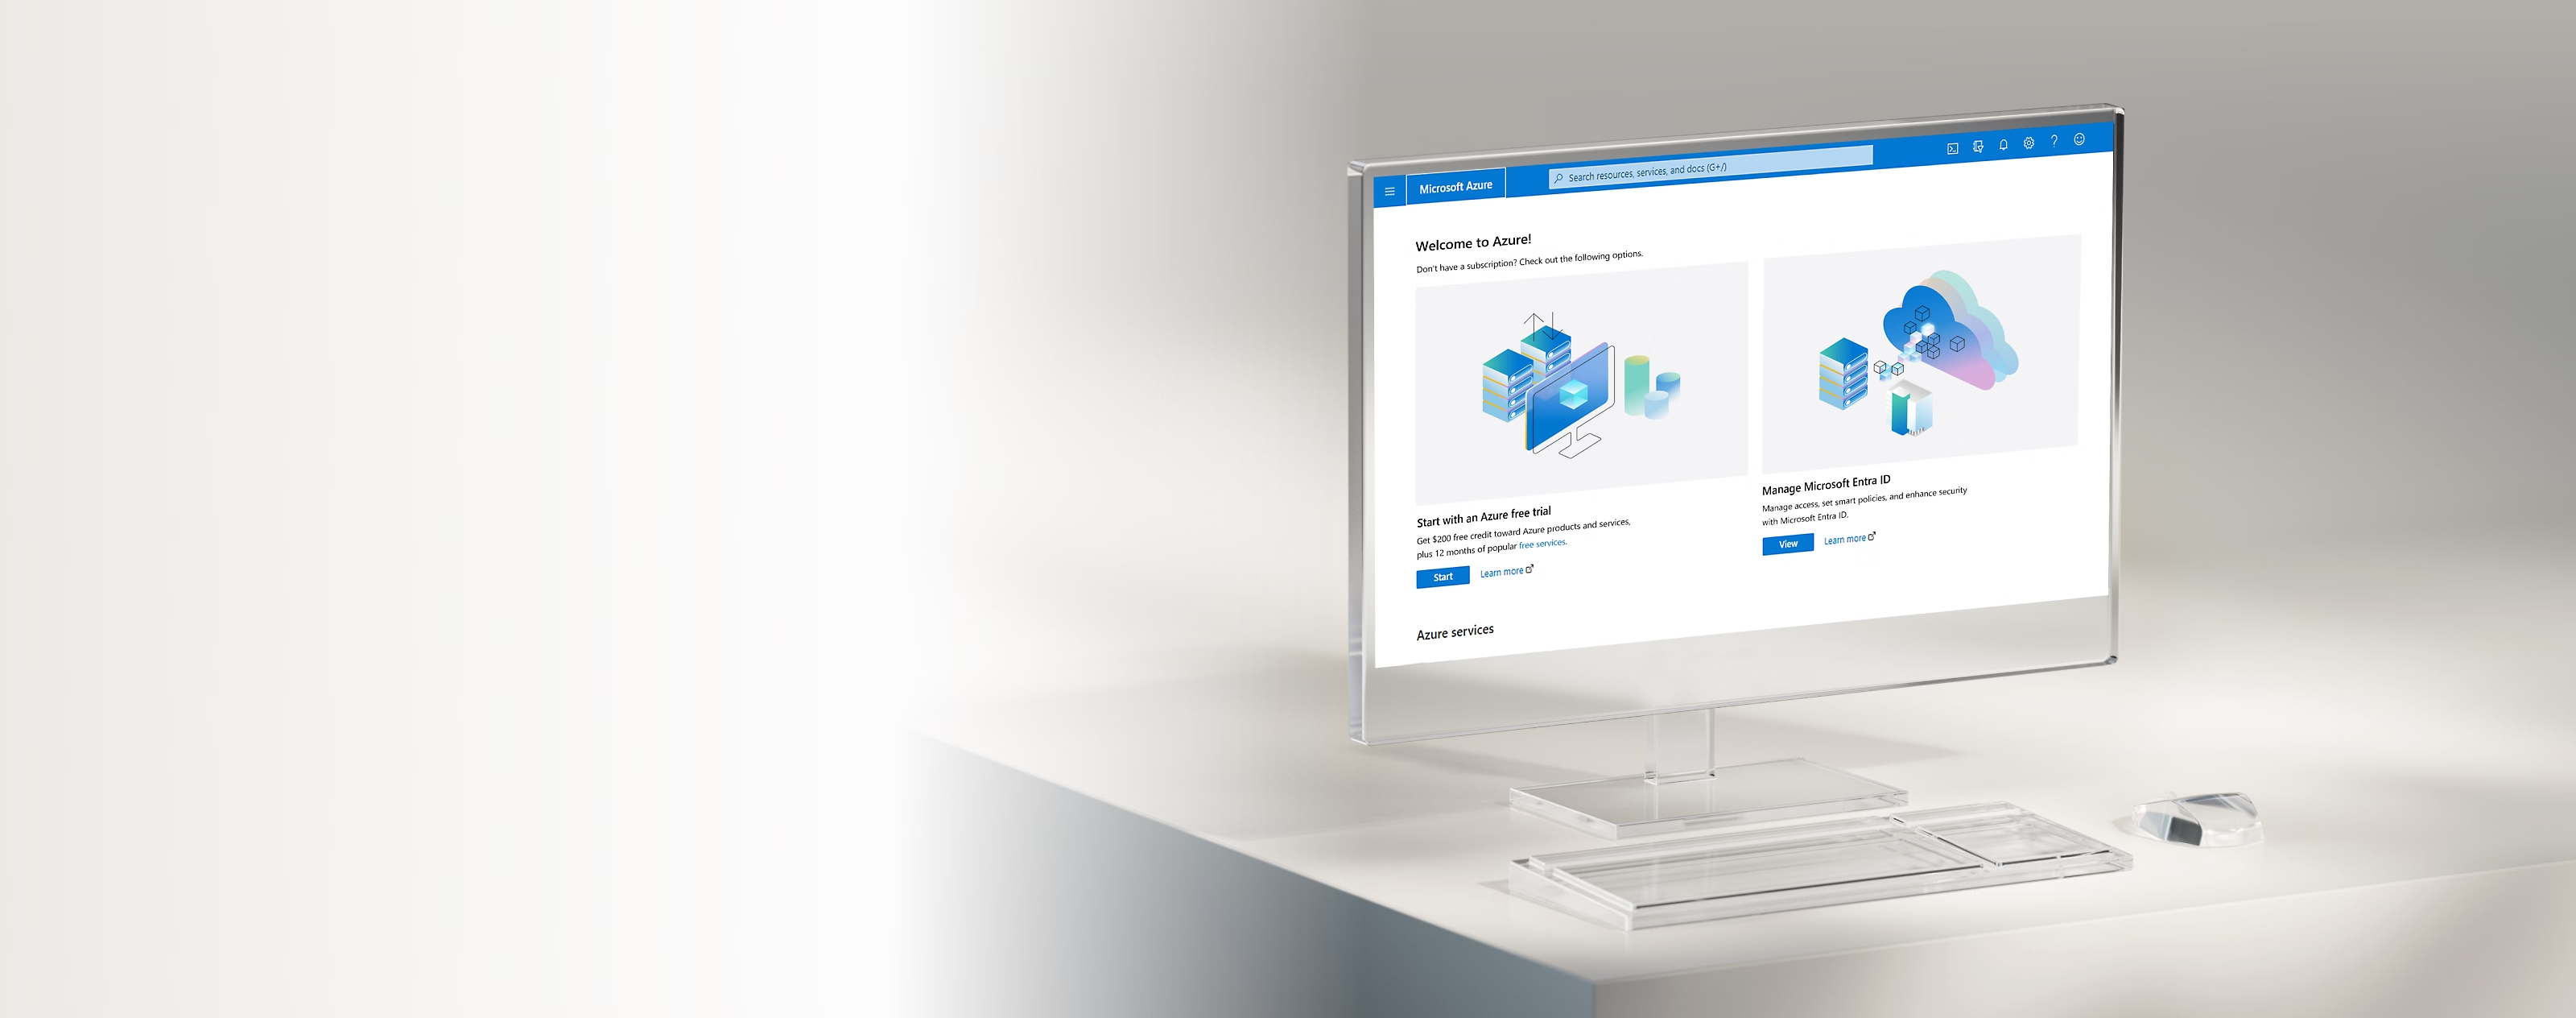 Microsoft Azure
Search resources, services, and docs (G+/)
Welcome to Azure!
Don't have a subscription? Check out the following options.
Start with an Azure free trial
Get $200 free credit toward Azure products and services,
plus 12 months of popular free services.
Start
Learn more
Manage Microsoft Entra ID
Manage access, set smart policies, and enhance security
with Microsoft Entra ID.
View
Learn more
Azure services